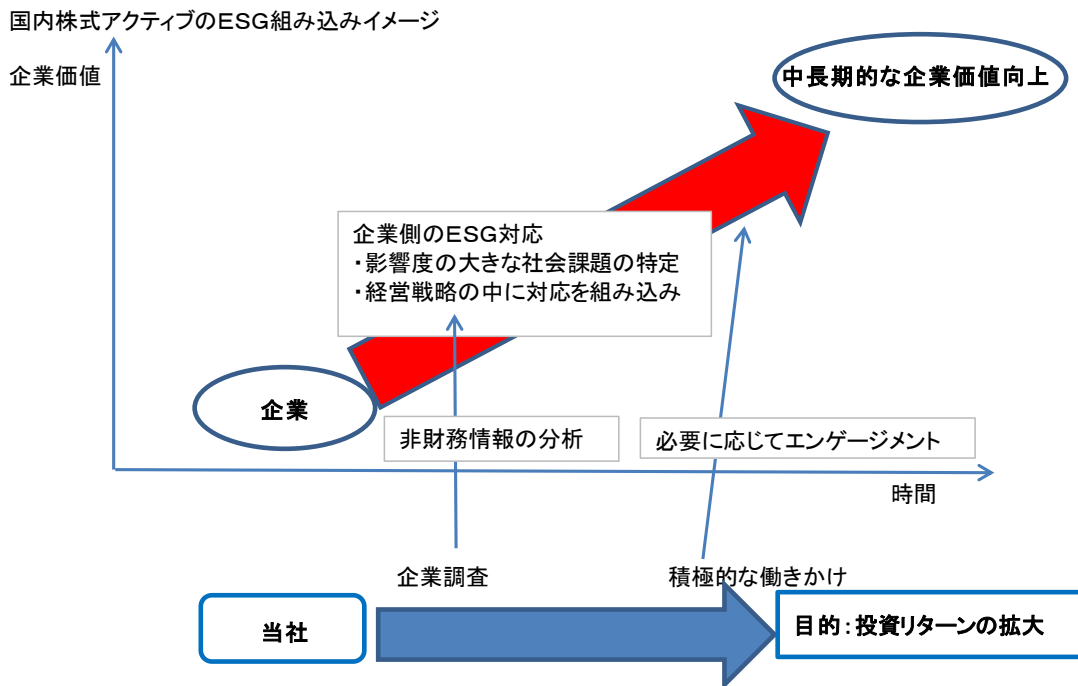 国内株式アクティブのESG組み込みイメージ
企業価値
中長期的な企業価値向上
企業側のESG対応
・影響度の大きな社会課題の特定
・経営戦略の中に対応を組み込み
企業
非財務情報の分析
必要に応じてエンゲージメント
時間
企業調査
積極的な働きかけ
当社
目的：投資リターンの拡大